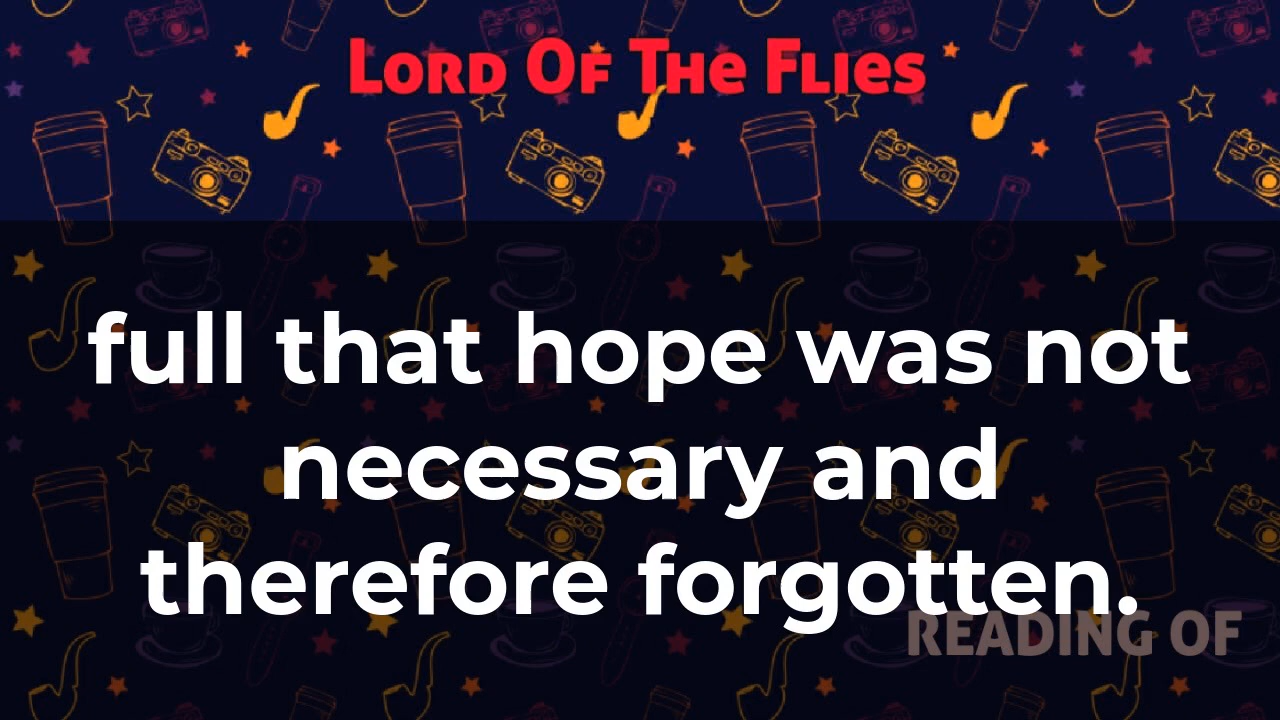 Lord Of The Flies
full that hope was not
necessary and
therefore forgotten.
READING OF